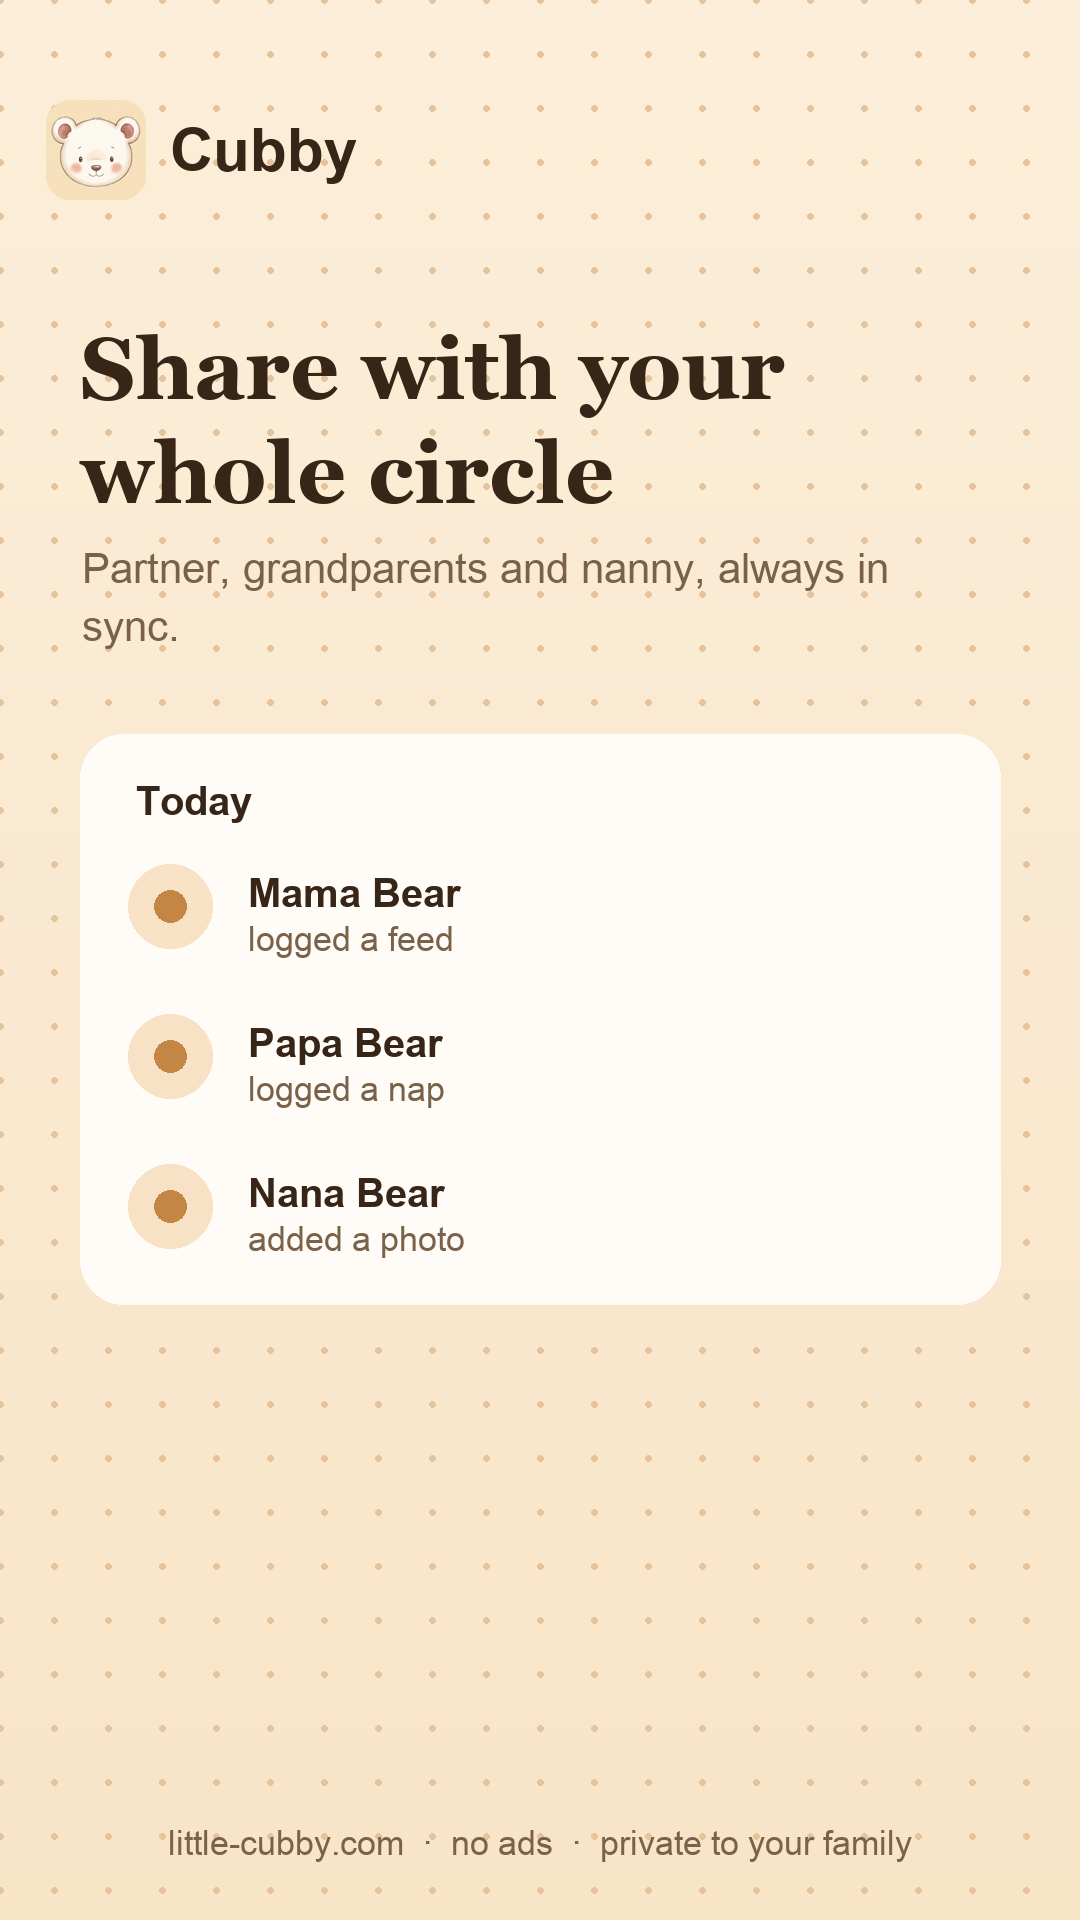 Cubby
Share with your
whole circle
Partner, grandparents and nanny, always in
sync.
Today
Mama Bear
logged a feed
Papa Bear
logged a nap
Nana Bear
added a photo
little-cubby.com · no ads · private to your family